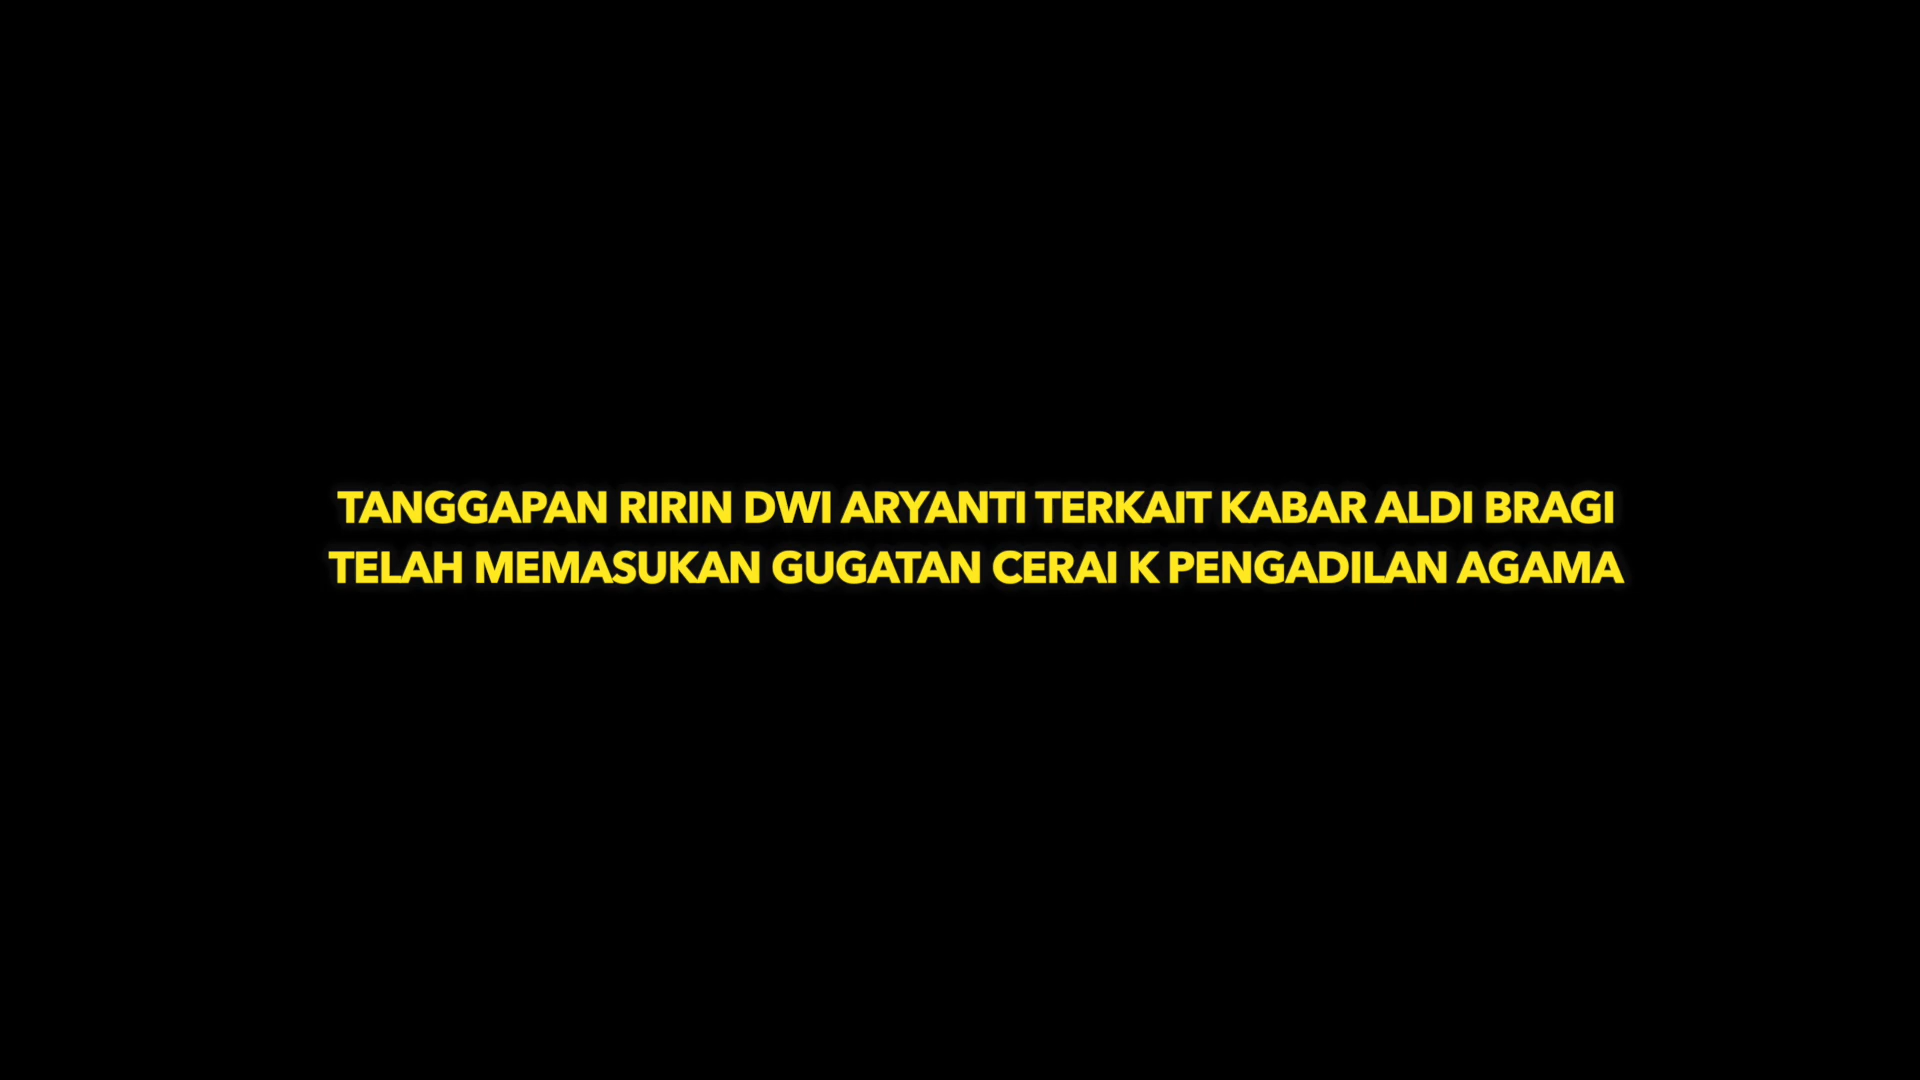 TANGGAPAN RIRIN DWI ARYANTI TERKAIT KABAR ALDI BRAGI
TELAH MEMASUKAN GUGATAN CERAI K PENGADILAN AGAMA